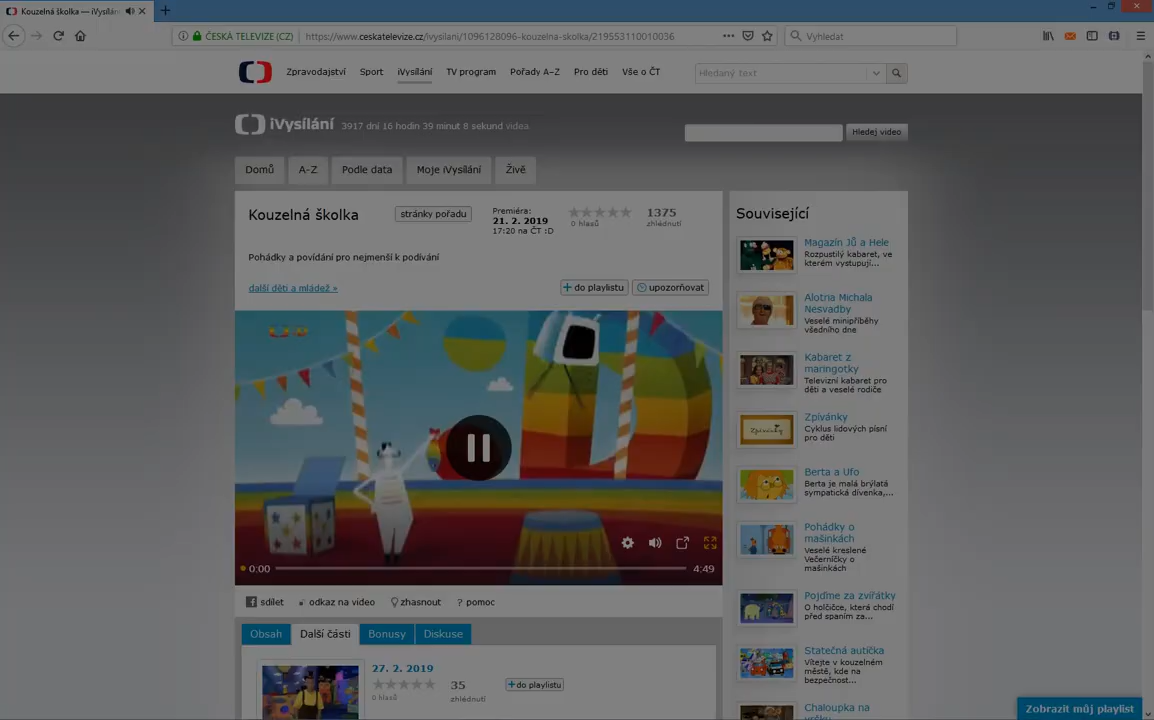 Kouzelná školka — iVysílán
ČESKÁ TELEVIZE (CZ)
https://www.ceskatelevize.cz/ivysilani/1096128096-kouzelna-skolka/219553110010036
Vyhledat
Zpravodajství
Sport
iVysílání
TV program
Pořady A–Z
Pro děti
Vše o ČT
Hledaný text
iVysílání
3917 dní 16 hodin 39 minut 8 sekund videa.
Hledej video
Domů
A-Z
Podle data
Moje iVysílání
Živě
Kouzelná školka
stránky pořadu
Premiéra:
21. 2. 2019
17:20 na ČT :D
0 hlasů
1375
zhlédnutí
Pohádky a povídání pro nejmenší k podívání
další děti a mládež »
+ do playlistu
upozorňovat
0:00
4:49
sdílet
odkaz na video
zhasnout
? pomoc
Obsah
Další části
Bonusy
Diskuse
27. 2. 2019
0 hlasů
35
zhlédnutí
+do playlistu
Související
Magazín Jů a Hele
Rozpustilý kabaret, ve
kterém vystupují...
Alotria Michala
Nesvadby
Veselé minipříběhy
všedního dne
Kabaret z
maringotky
Televizní kabaret pro
děti a veselé rodiče
Zpívánky
Zpívánky
Cyklus lidových písní
pro děti
Berta a Ufo
Berta je malá brýlatá
sympatická dívenka,...
Pohádky o
mašinkách
Veselé kreslené
Večerníčky o
mašinkách
Pojďme za zvířátky
O holčičce, která chodí
před spaním za...
Statečná autíčka
Vítejte v kouzelném
městě, kde na
bezpečnost...
Chaloupka na
vršku
Zobrazit můj playlist